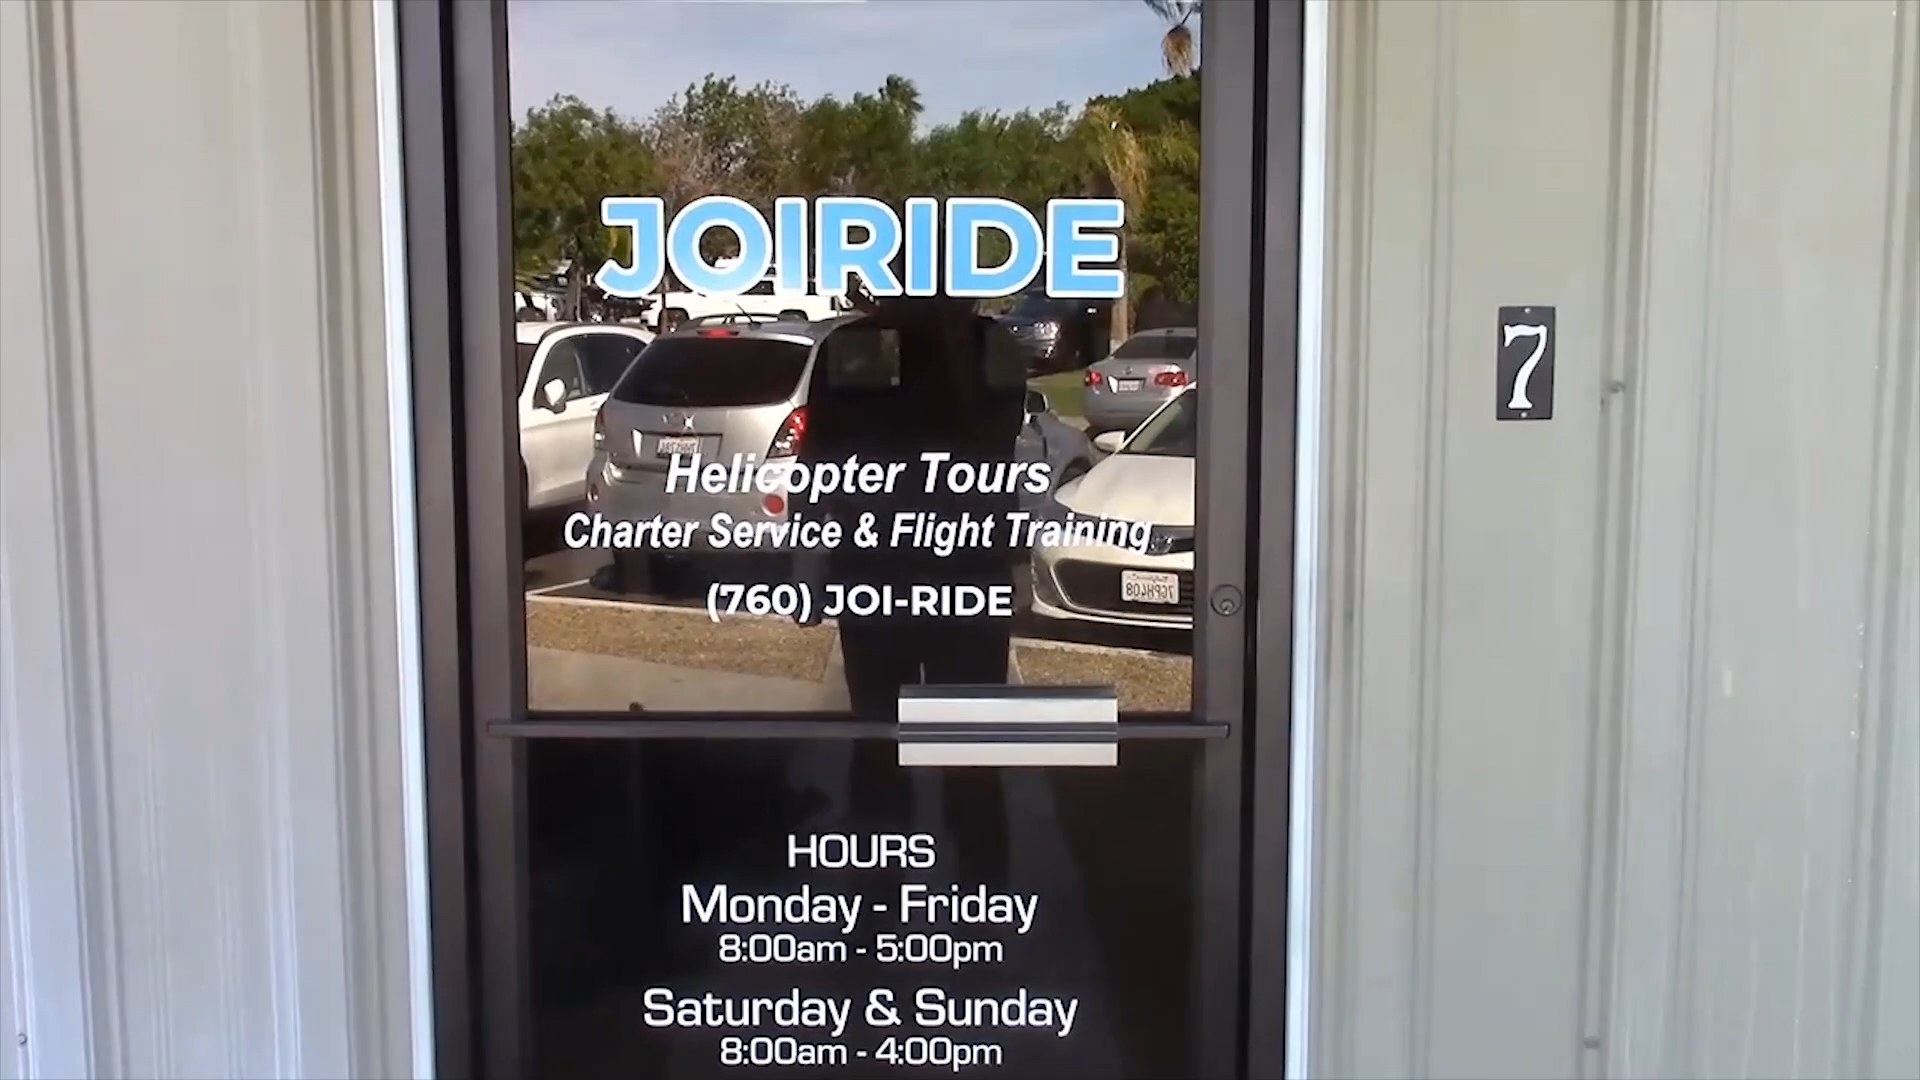 JOIRIDE
Helicopter Tours
Charter Service & Flight Training
(760) JOI-RIDE
7
HOURS
Monday - Friday
8:00am - 5:00pm
Saturday & Sunday
8:00am - 4:00pm